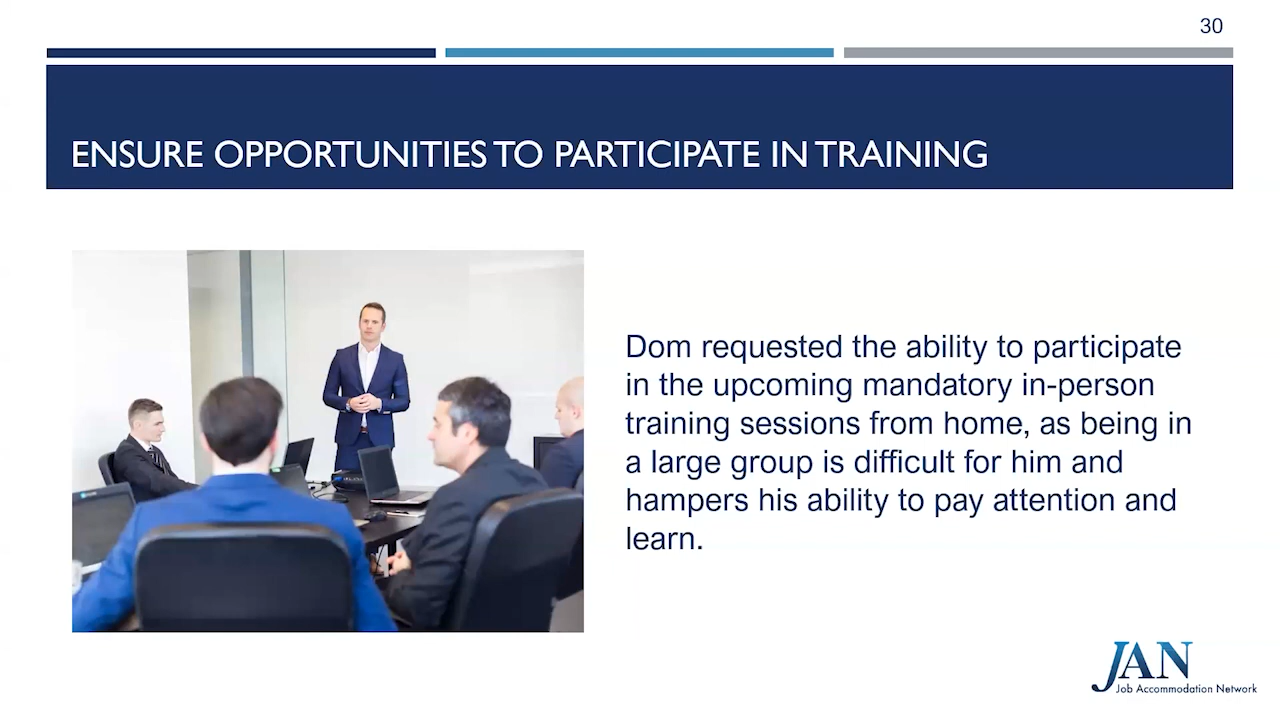 30
ENSURE OPPORTUNITIES TO PARTICIPATE IN TRAINING
Dom requested the ability to participate
in the upcoming mandatory in-person
training sessions from home, as being in
a large group is difficult for him and
hampers his ability to pay attention and
learn.
JAN
Job Accommodation Network